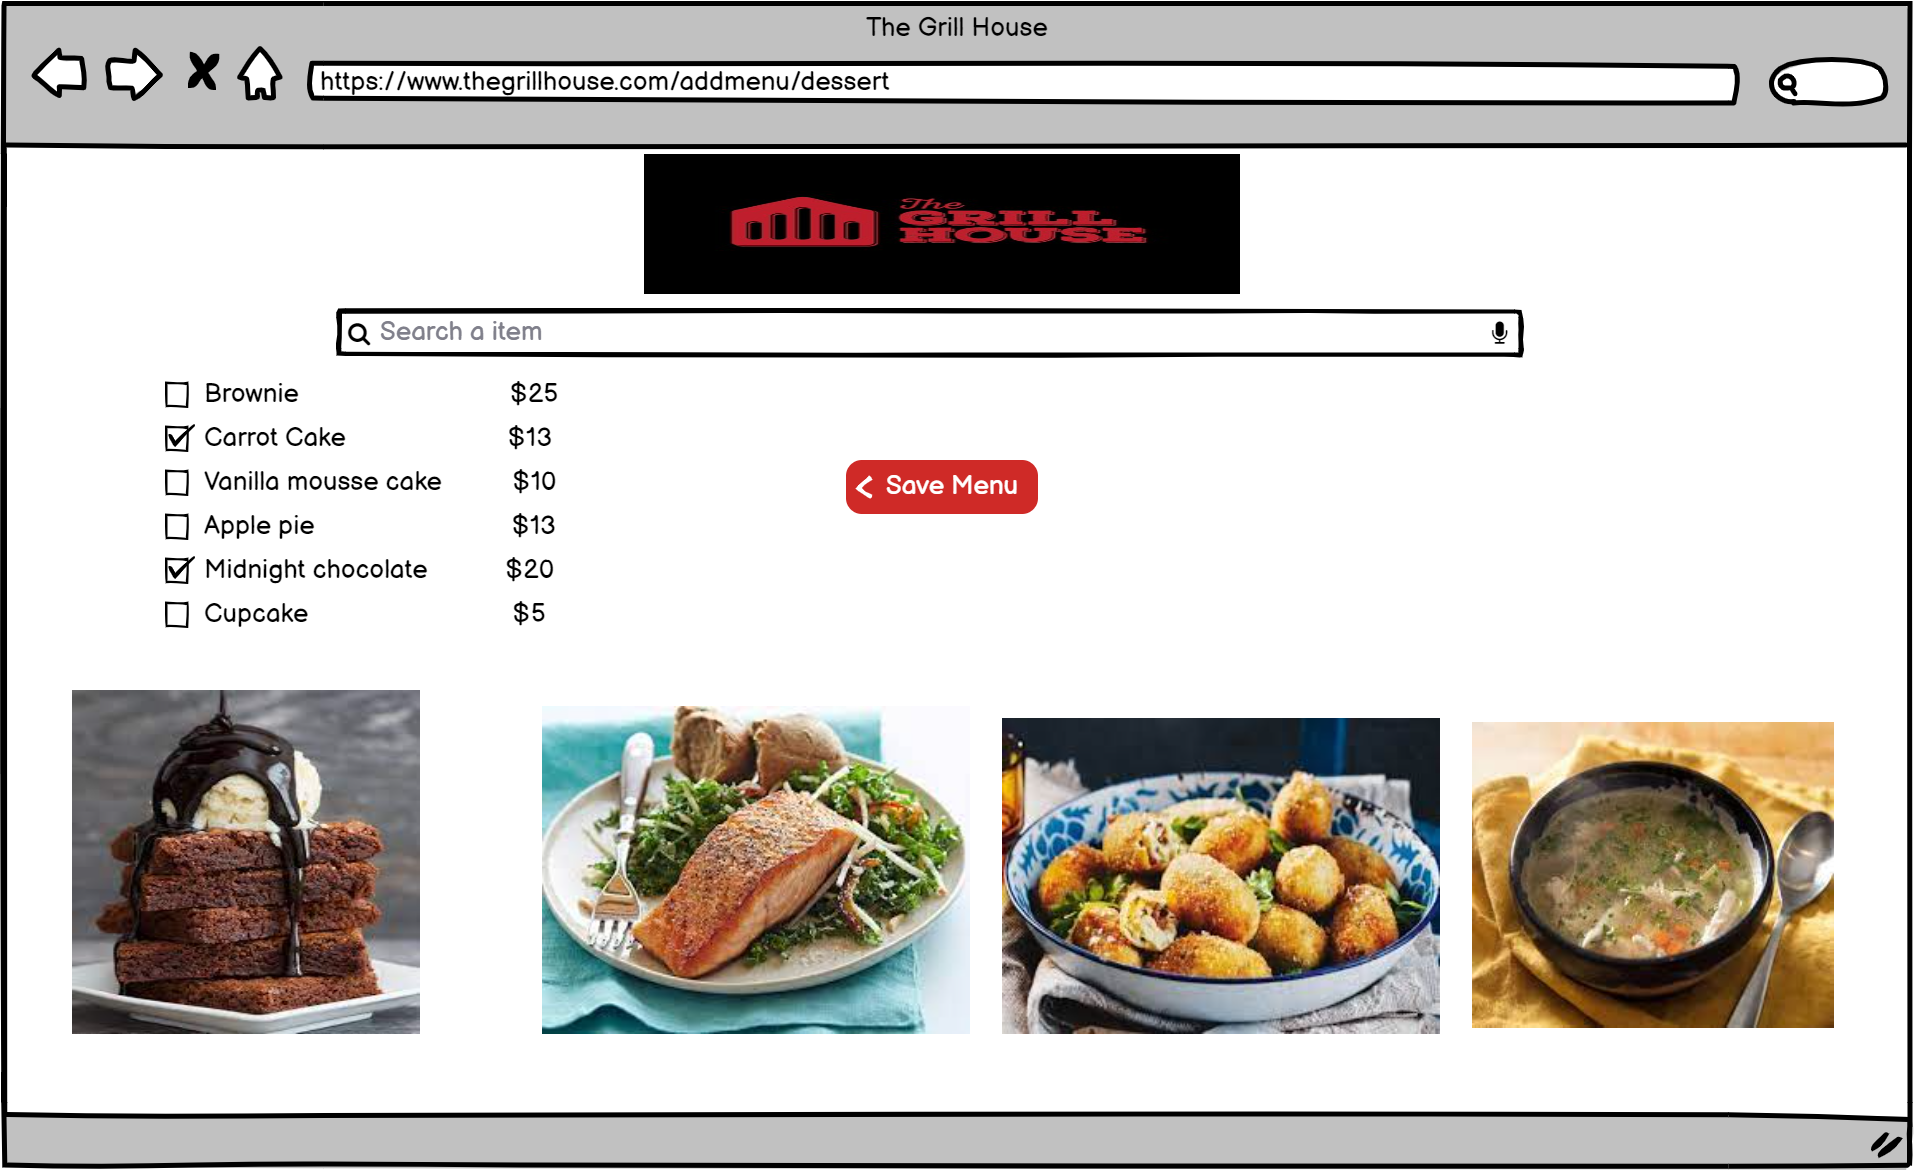 The Grill House
https://www.thegrillhouse.com/addmenu/dessert
The
GRILL
HOUSE
Search a item
Brownie $25
Carrot Cake $13
Vanilla mousse cake $10
Apple pie $13
Midnight chocolate $20
Cupcake $5
Save Menu